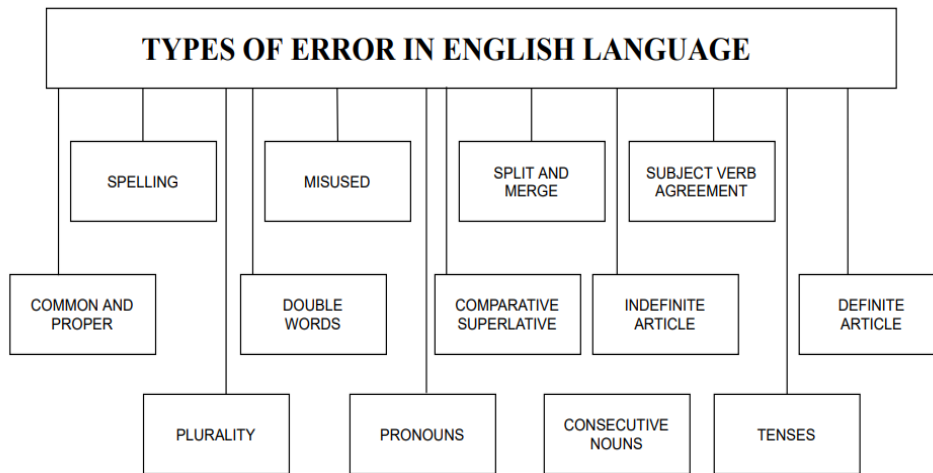 TYPES OF ERROR IN ENGLISH LANGUAGE
SPELLING
MISUSED
SPLIT AND
MERGE
SUBJECT VERB
AGREEMENT
COMMON AND
PROPER
DOUBLE
WORDS
COMPARATIVE
SUPERLATIVE
INDEFINITE
ARTICLE
DEFINITE
ARTICLE
PLURALITY
PRONOUNS
CONSECUTIVE
NOUNS
TENSES